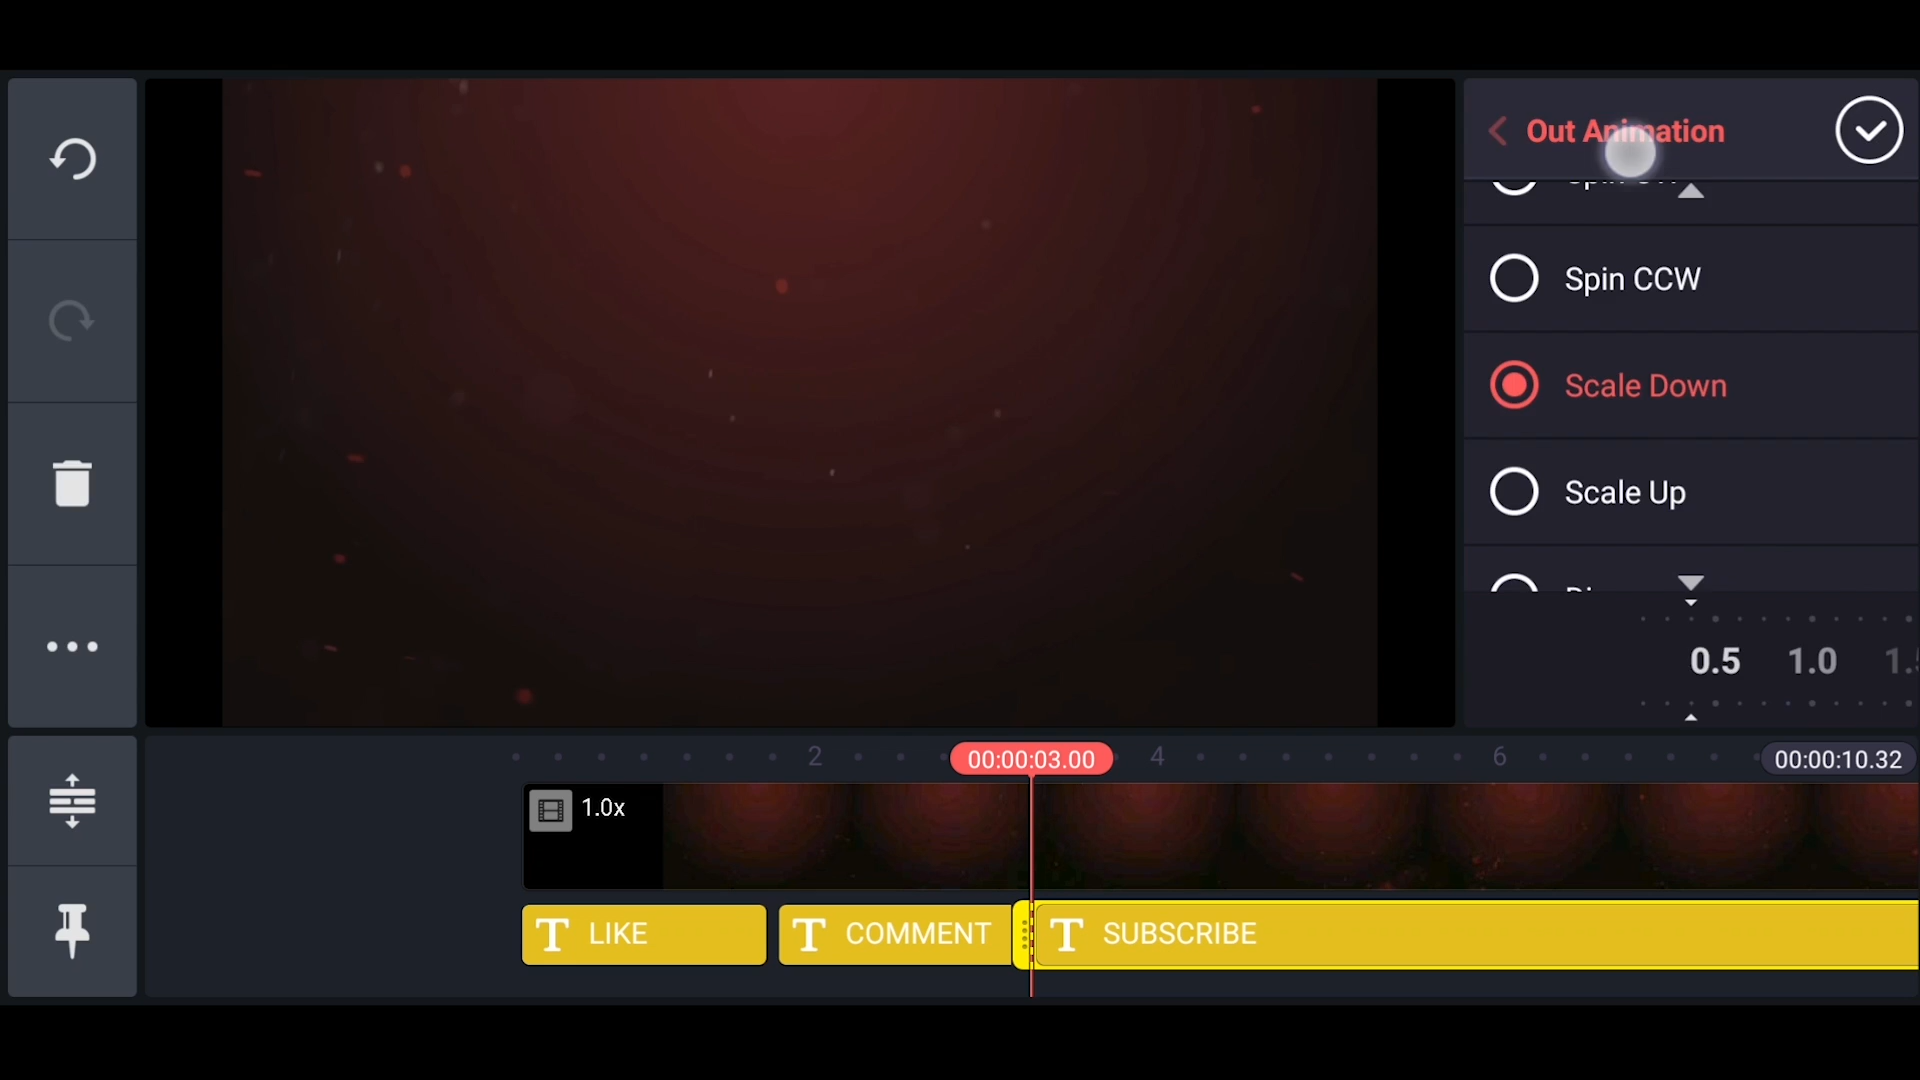 Out Animation
Spin CCW
Scale Down
Scale Up
0.5 1.0
2 00:00:03.00 4 6 00:00:10.32
1.0x
T LIKE T COMMENT T SUBSCRIBE